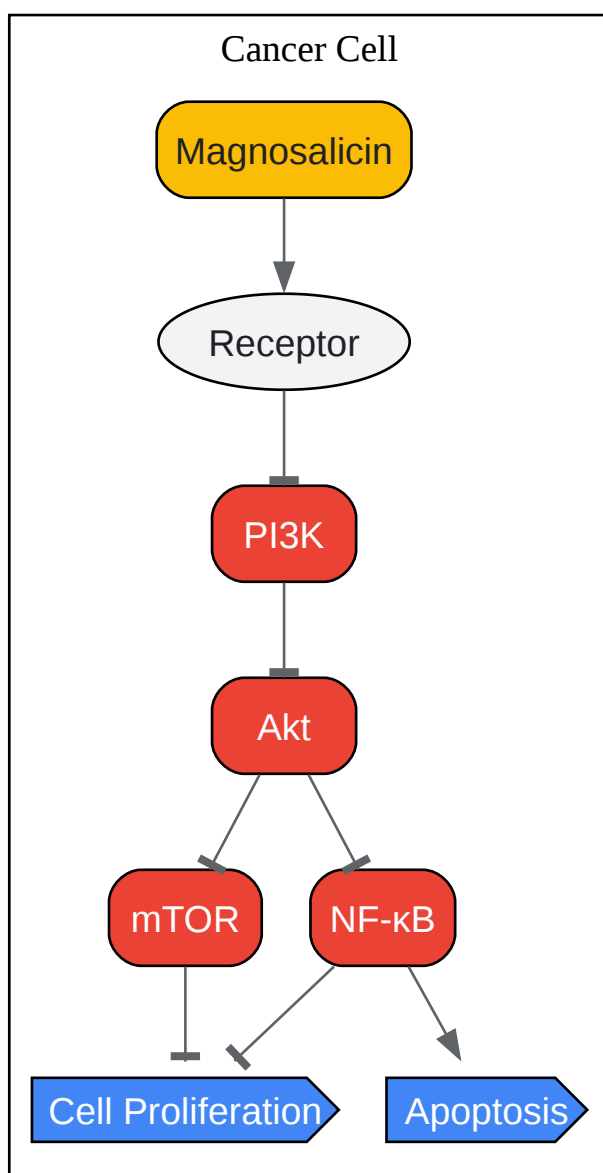 Cancer Cell
Magnosalicin
Receptor
PI3K
Akt
mTOR
NF-κB
Cell Proliferation
Apoptosis